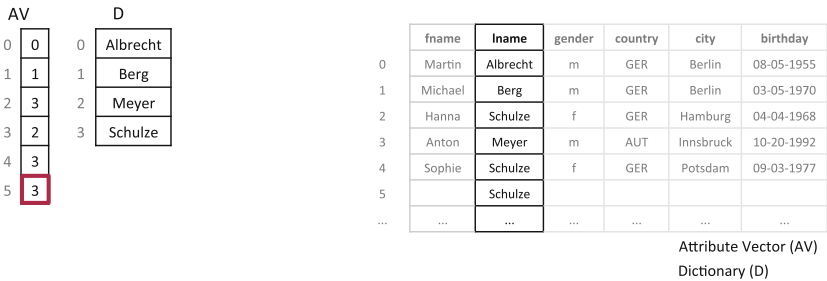 AV D
0 0 0 Albrecht
1 1 1 Berg
2 3 2 Meyer
3 2 3 Schulze
4 3
5 3
fname lname gender country city birthday
0 Martin Albrecht m GER Berlin 08-05-1955
1 Michael Berg m GER Berlin 03-05-1970
2 Hanna Schulze f GER Hamburg 04-04-1968
3 Anton Meyer m AUT Innsbruck 10-20-1992
4 Sophie Schulze f GER Potsdam 09-03-1977
5 Schulze
... ... ... ... ... ... ...
Attribute Vector (AV)
Dictionary (D)